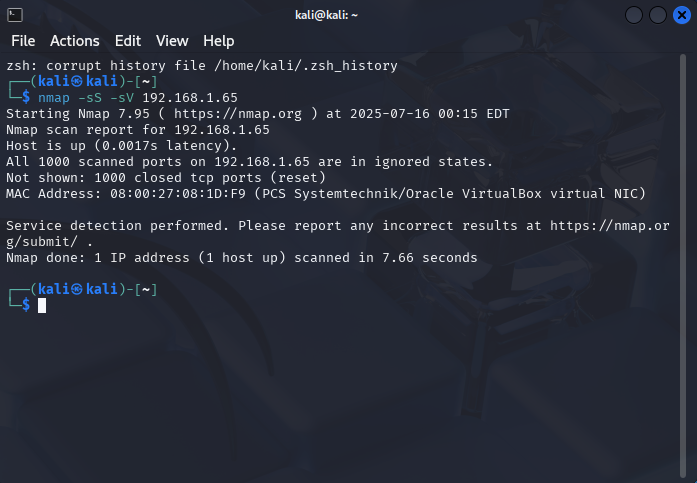 kali@kali: ~
File Actions Edit View Help
zsh: corrupt history file /home/kali/.zsh_history
┌──(kali㉿kali)-[~]
└─$ nmap -sS -sV 192.168.1.65
Starting Nmap 7.95 ( https://nmap.org ) at 2025-07-16 00:15 EDT
Nmap scan report for 192.168.1.65
Host is up (0.0017s latency).
All 1000 scanned ports on 192.168.1.65 are in ignored states.
Not shown: 1000 closed tcp ports (reset)
MAC Address: 08:00:27:08:1D:F9 (PCS Systemtechnik/Oracle VirtualBox virtual NIC)
Service detection performed. Please report any incorrect results at https://nmap.or
g/submit/ .
Nmap done: 1 IP address (1 host up) scanned in 7.66 seconds
┌──(kali㉿kali)-[~]
└─$